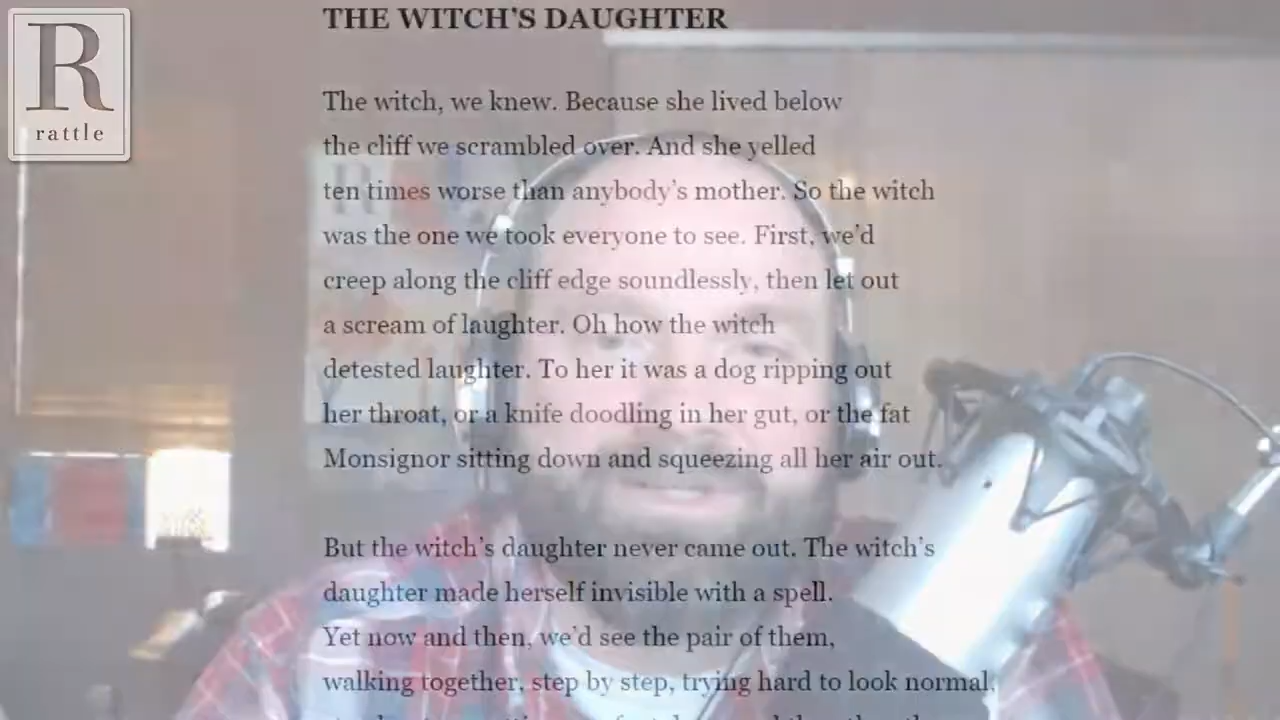 R
rattle
THE WITCH'S DAUGHTER
The witch, we knew. Because she lived below
the cliff we scrambled over. And she yelled
ten times worse than anybody's mother. So the witch
was the one we took everyone to see. First, we'd
creep along the cliff edge soundlessly, then let out
a scream of laughter. Oh how the witch
detested laughter. To her it was a dog ripping out
her throat, or a knife doodling in her gut, or the fat
Monsignor sitting down and squeezing all her air out.
But the witch's daughter never came out. The witch's
daughter made herself invisible with a spell.
Yet now and then, we'd see the pair of them,
walking together, step by step, trying hard to look normal,